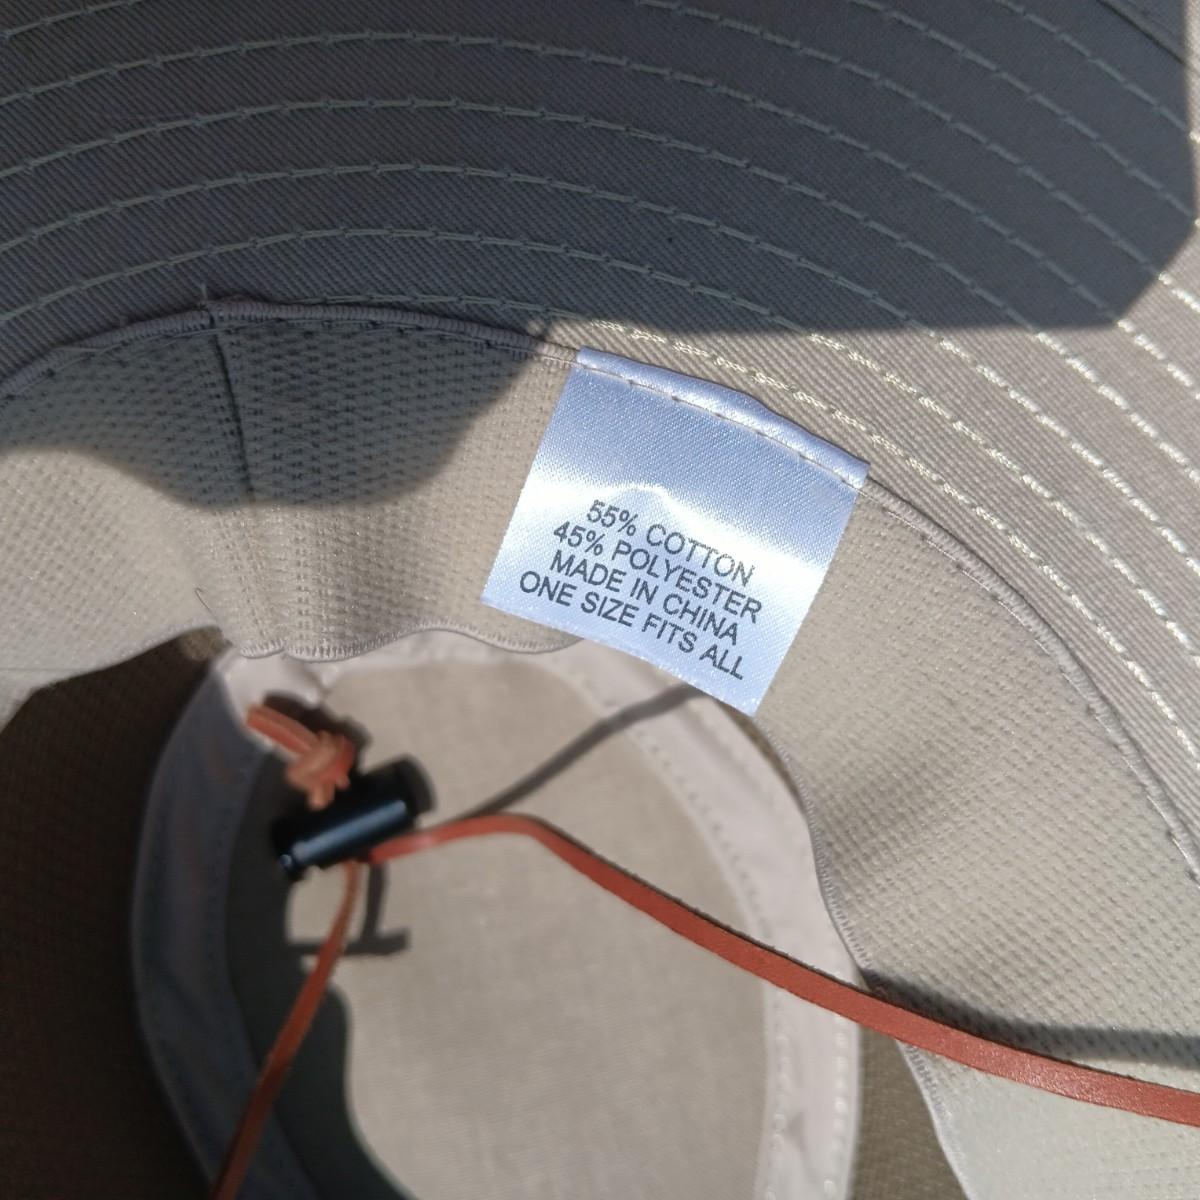 55% COTTON
45% POLYESTER
MADE IN CHINA
ONE SIZE FITS ALL